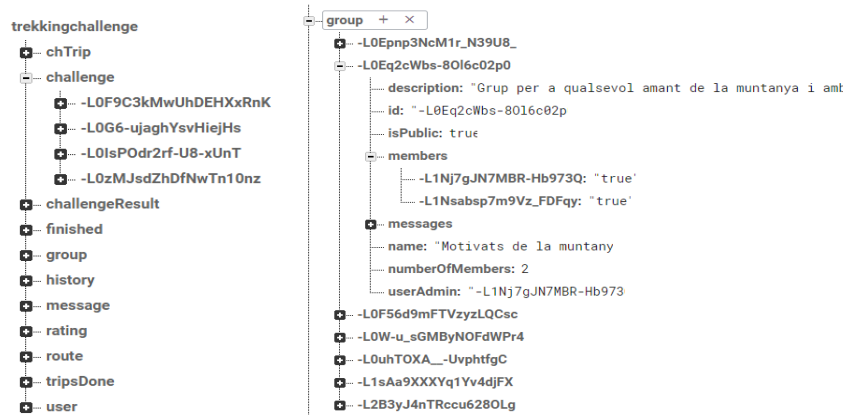 trekkingchallenge
chTrip
challenge
-L0F9C3kMwUhDEHXxRnK
-L0G6-ujaghYsvHiejHs
-L0IsPOdr2rf-U8-xUnT
-L0zMJsdZhDfNwTn10nz
challengeResult
finished
group
history
message
rating
route
tripsDone
user
group + ×
-L0Epnp3NcM1r_N39U8_
-L0Eq2cWbs-8Ol6c02p0
description: "Grup per a qualsevol amant de la muntanya i amb
id: "-L0Eq2cWbs-8Ol6c02p
isPublic: true
members
-L1Nj7gJN7MBR-Hb973Q: "true"
-L1Nsabsp7m9Vz_FDFqy: "true"
messages
name: "Motivats de la muntany
numberOfMembers: 2
userAdmin: "-L1Nj7gJN7MBR-Hb973
-L0F56d9mFTVzyzLQCsc
-L0W-u_sGMByNOFdWPr4
-L0uhTOXA__-UvphtfgC
-L1sAa9XXXYq1Yv4djFX
-L2B3yJ4nTRccu628OLg